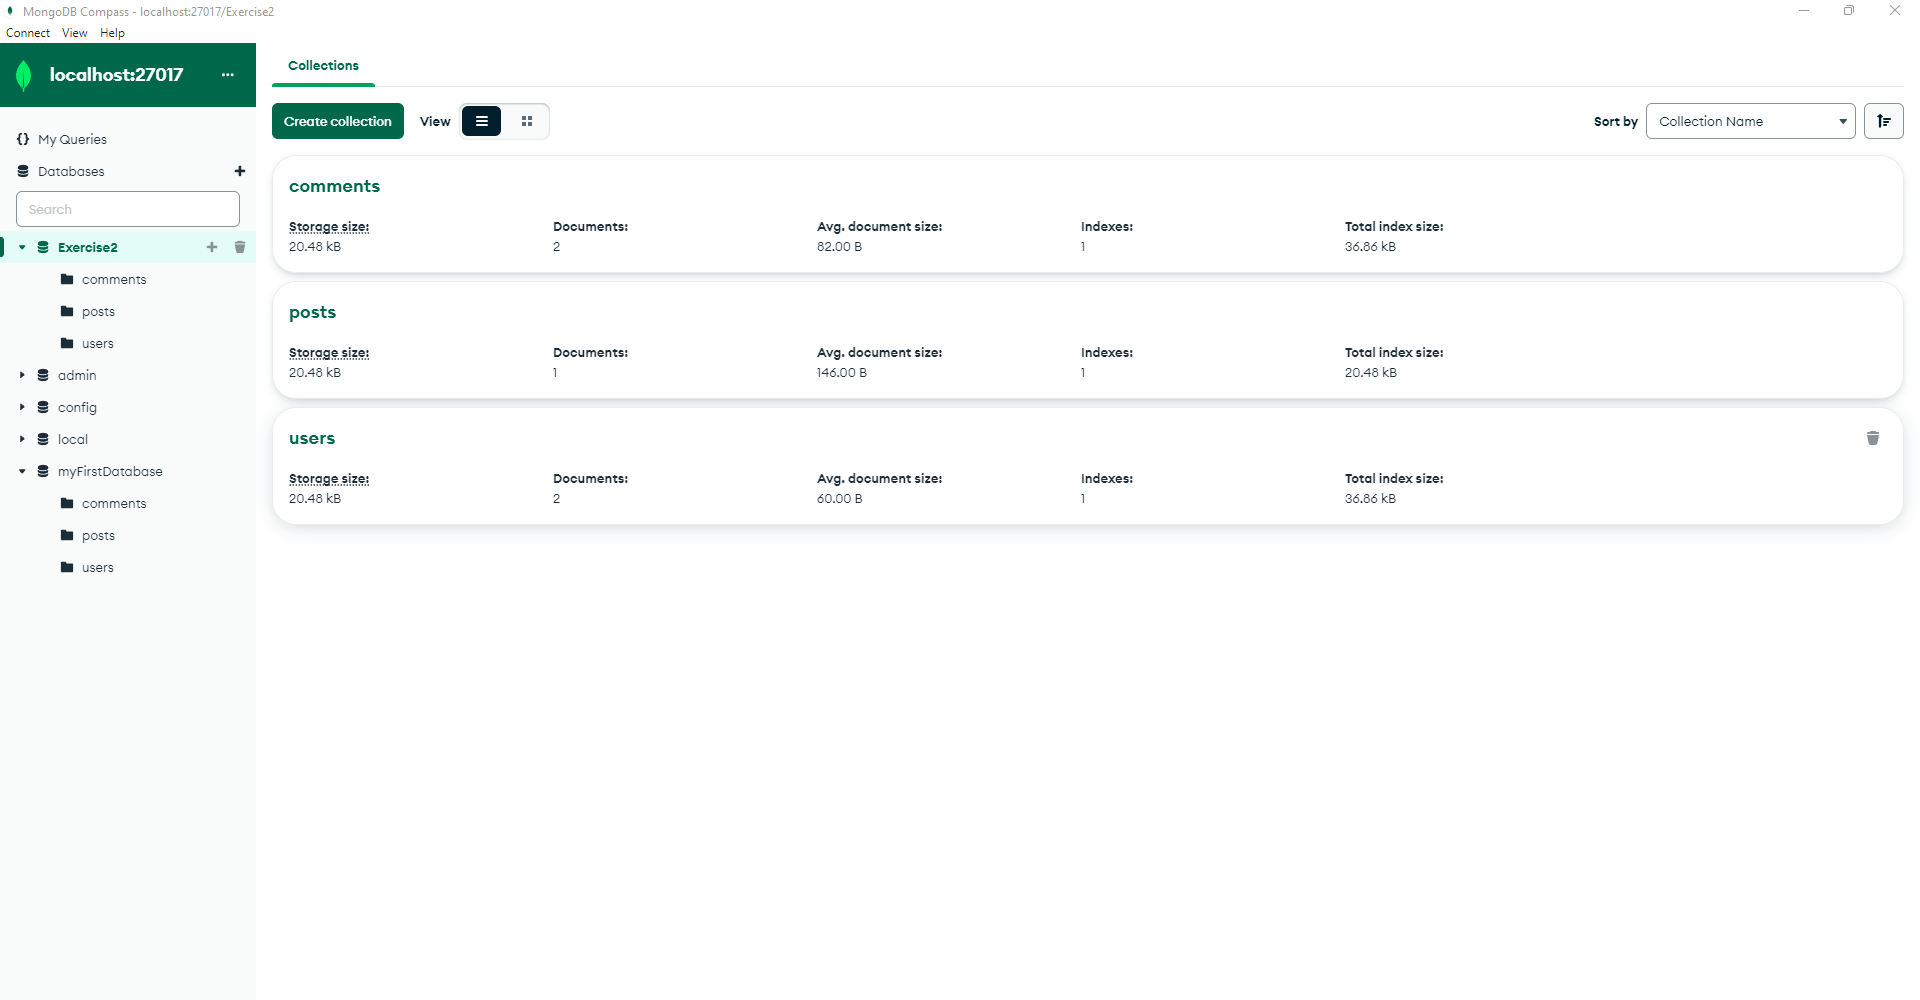 MongoDB Compass - localhost:27017/Exercise2
Connect View Help
localhost:27017
My Queries
Databases
Search
Exercise2
comments
posts
users
admin
config
local
myFirstDatabase
comments
posts
users
Collections
Create collection View Sort by Collection Name
comments
Storage size: Documents: Avg. document size: Indexes: Total index size:
20.48 kB 2 82.00 B 1 36.86 kB
posts
Storage size: Documents: Avg. document size: Indexes: Total index size:
20.48 kB 1 146.00 B 1 20.48 kB
users
Storage size: Documents: Avg. document size: Indexes: Total index size:
20.48 kB 2 60.00 B 1 36.86 kB